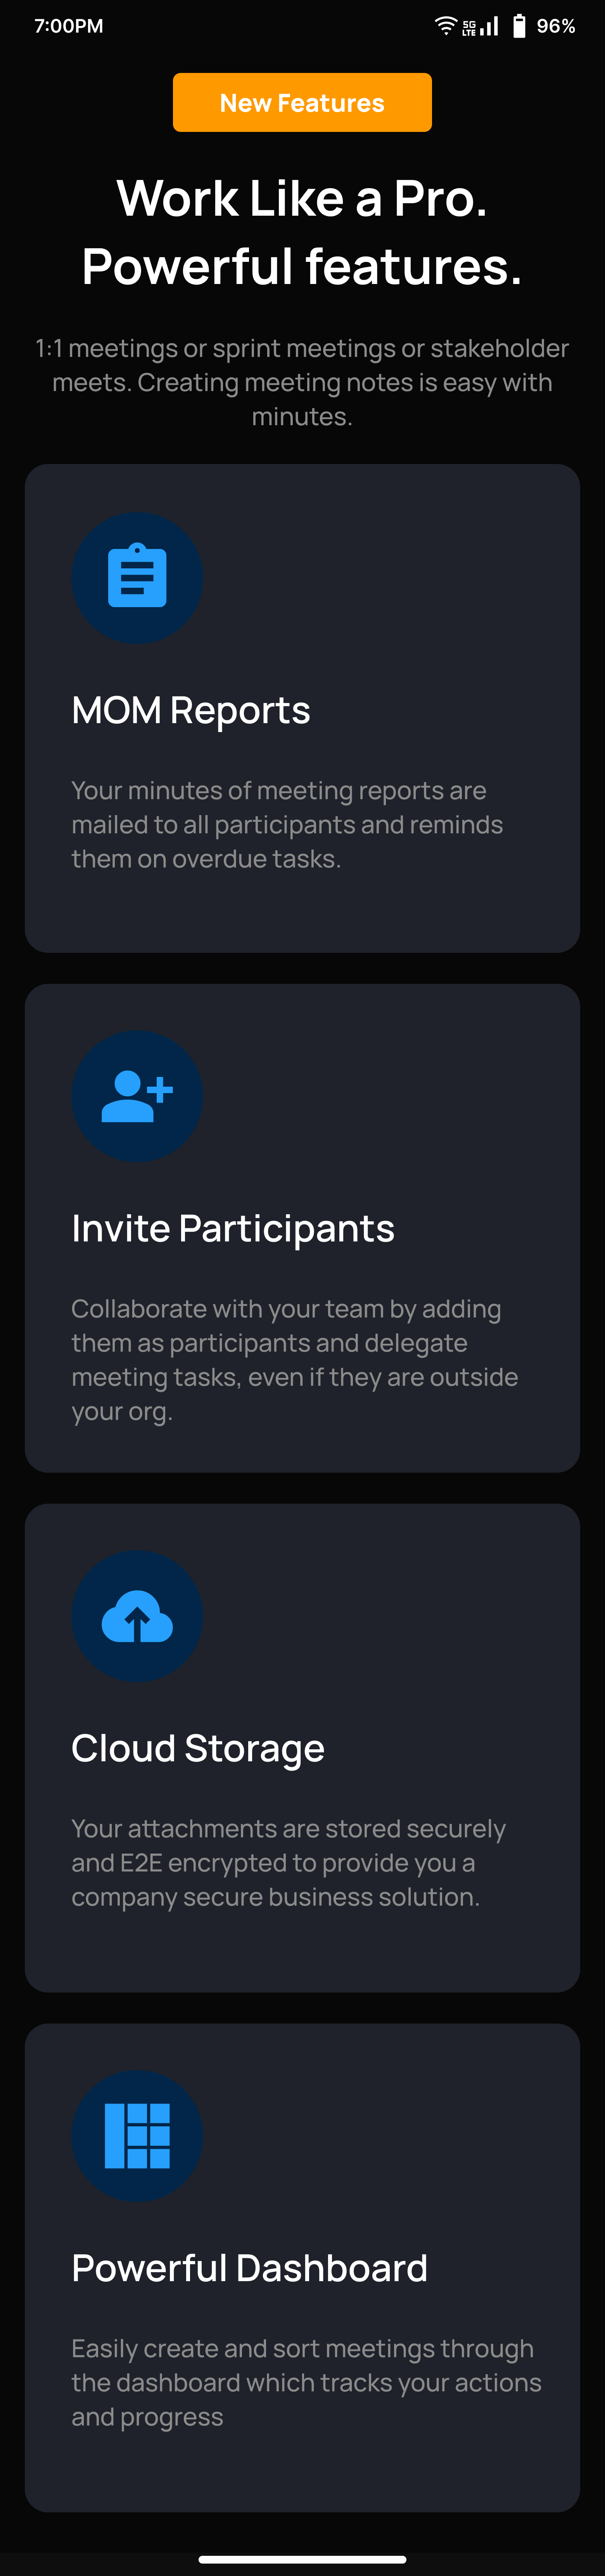 7:00PM 5G LTE 96%
New Features
Work Like a Pro.
Powerful features.
1:1 meetings or sprint meetings or stakeholder
meets. Creating meeting notes is easy with
minutes.
MOM Reports
Your minutes of meeting reports are
mailed to all participants and reminds
them on overdue tasks.
Invite Participants
Collaborate with your team by adding
them as participants and delegate
meeting tasks, even if they are outside
your org.
Cloud Storage
Your attachments are stored securely
and E2E encrypted to provide you a
company secure business solution.
Powerful Dashboard
Easily create and sort meetings through
the dashboard which tracks your actions
and progress